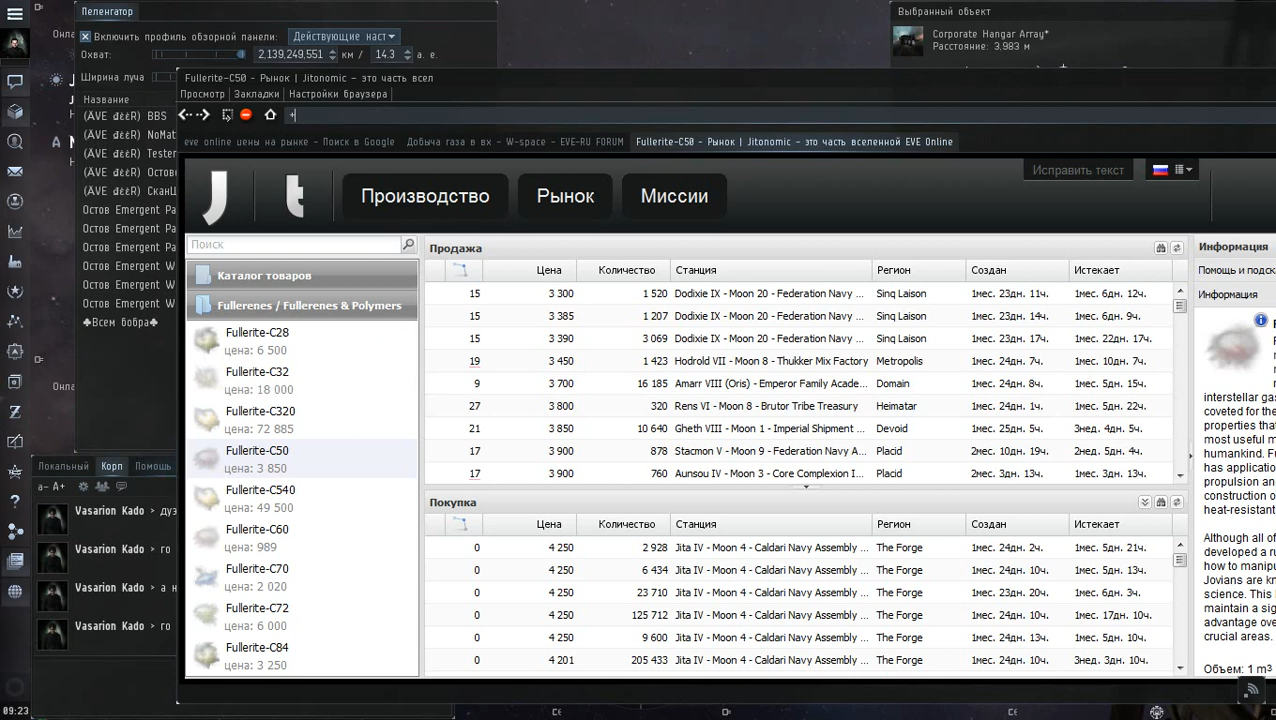 Пеленгатор
Включить профиль обзорной панели:
Действующие наст
Охват:
2,139,249,551
км /
14.3
а. е.
Ширина луча
Название
(ÄVE đέέR) BBS
(ÄVE đέέR) NoMat
(ÄVE đέέR) Tester
(ÄVE đέέR) Остов
(ÄVE đέέR) СканЩ
Остов Emergent Pa
Остов Emergent Pa
Остов Emergent Pa
Остов Emergent W
Остов Emergent W
Остов Emergent W
♣Всем бобра♣
Онла
Онла
Выбранный объект
Corporate Hangar Array*
Расстояние: 3,983 м
Fullerite-C50 - Рынок | Jitonomic - это часть всел
Просмотр
Закладки
Настройки браузера
eve online цены на рынке - Поиск в Google
Добыча газа в вх - W-space - EVE-RU FORUM
Fullerite-C50 - Рынок | Jitonomic - это часть вселенной EVE Online
J t
Производство
Рынок
Миссии
Исправить текст
Поиск
Каталог товаров
Fullerenes / Fullerenes & Polymers
Fullerite-C28
цена: 6 500
Fullerite-C32
цена: 18 000
Fullerite-C320
цена: 72 885
Fullerite-C50
цена: 3 850
Fullerite-C540
цена: 49 500
Fullerite-C60
цена: 989
Fullerite-C70
цена: 2 020
Fullerite-C72
цена: 6 000
Fullerite-C84
цена: 3 250
Продажа
Цена Количество Станция Регион Создан Истекает
15 3 300 1 520 Dodixie IX - Moon 20 - Federation Navy ... Sinq Laison 1мес. 23дн. 11ч. 1мес. 6дн. 12ч.
15 3 385 1 207 Dodixie IX - Moon 20 - Federation Navy ... Sinq Laison 1мес. 23дн. 14ч. 1мес. 6дн. 9ч.
15 3 390 3 069 Dodixie IX - Moon 20 - Federation Navy ... Sinq Laison 1мес. 23дн. 17ч. 1мес. 22дн. 17ч.
19 3 450 1 423 Hodrold VII - Moon 8 - Thukker Mix Factory Metropolis 1мес. 24дн. 7ч. 1мес. 10дн. 7ч.
9 3 700 16 185 Amarr VIII (Oris) - Emperor Family Acade... Domain 1мес. 24дн. 8ч. 1мес. 5дн. 15ч.
27 3 800 320 Rens VI - Moon 8 - Brutor Tribe Treasury Heimatar 1мес. 24дн. 1ч. 1мес. 5дн. 22ч.
21 3 850 10 640 Gheth VIII - Moon 1 - Imperial Shipment ... Devoid 1мес. 25дн. 5ч. 3нед. 4дн. 5ч.
17 3 900 878 Stacmon V - Moon 9 - Federation Navy A... Placid 2мес. 10дн. 19ч. 2нед. 5дн. 4ч.
17 3 900 760 Aunsou IV - Moon 3 - Core Complexion I... Placid 2мес. 3дн. 13ч. 1мес. 5дн. 4ч.
Покупка
Цена Количество Станция Регион Создан Истекает
0 4 250 2 928 Jita IV - Moon 4 - Caldari Navy Assembly ... The Forge 1мес. 24дн. 2ч. 1мес. 5дн. 21ч.
0 4 250 6 434 Jita IV - Moon 4 - Caldari Navy Assembly ... The Forge 1мес. 24дн. 10ч. 1мес. 5дн. 13ч.
0 4 250 23 710 Jita IV - Moon 4 - Caldari Navy Assembly ... The Forge 1мес. 23дн. 20ч. 1мес. 6дн. 3ч.
0 4 250 125 712 Jita IV - Moon 4 - Caldari Navy Assembly ... The Forge 1мес. 24дн. 10ч. 1мес. 17дн. 10ч.
0 4 250 9 600 Jita IV - Moon 4 - Caldari Navy Assembly ... The Forge 1мес. 24дн. 13ч. 1мес. 5дн. 10ч.
0 4 201 205 433 Jita IV - Moon 4 - Caldari Navy Assembly ... The Forge 1мес. 24дн. 10ч. 3нед. 3дн. 10ч.
Информация
Помощь и подск
Информация
interstellar gas
coveted for the
properties that
most useful m
humankind. Fu
has application
propulsion an
construction o
heat-resistant
Although all of
developed a ru
how to manipu
Jovians are kn
science. This
maintain a sig
advantage ove
crucial areas.
Объем: 1 m³
Локальный
Корп
Помощь
a- A+
Vasarion Kado > дуэ
Vasarion Kado > го
Vasarion Kado > а н
Vasarion Kado > го
09:23